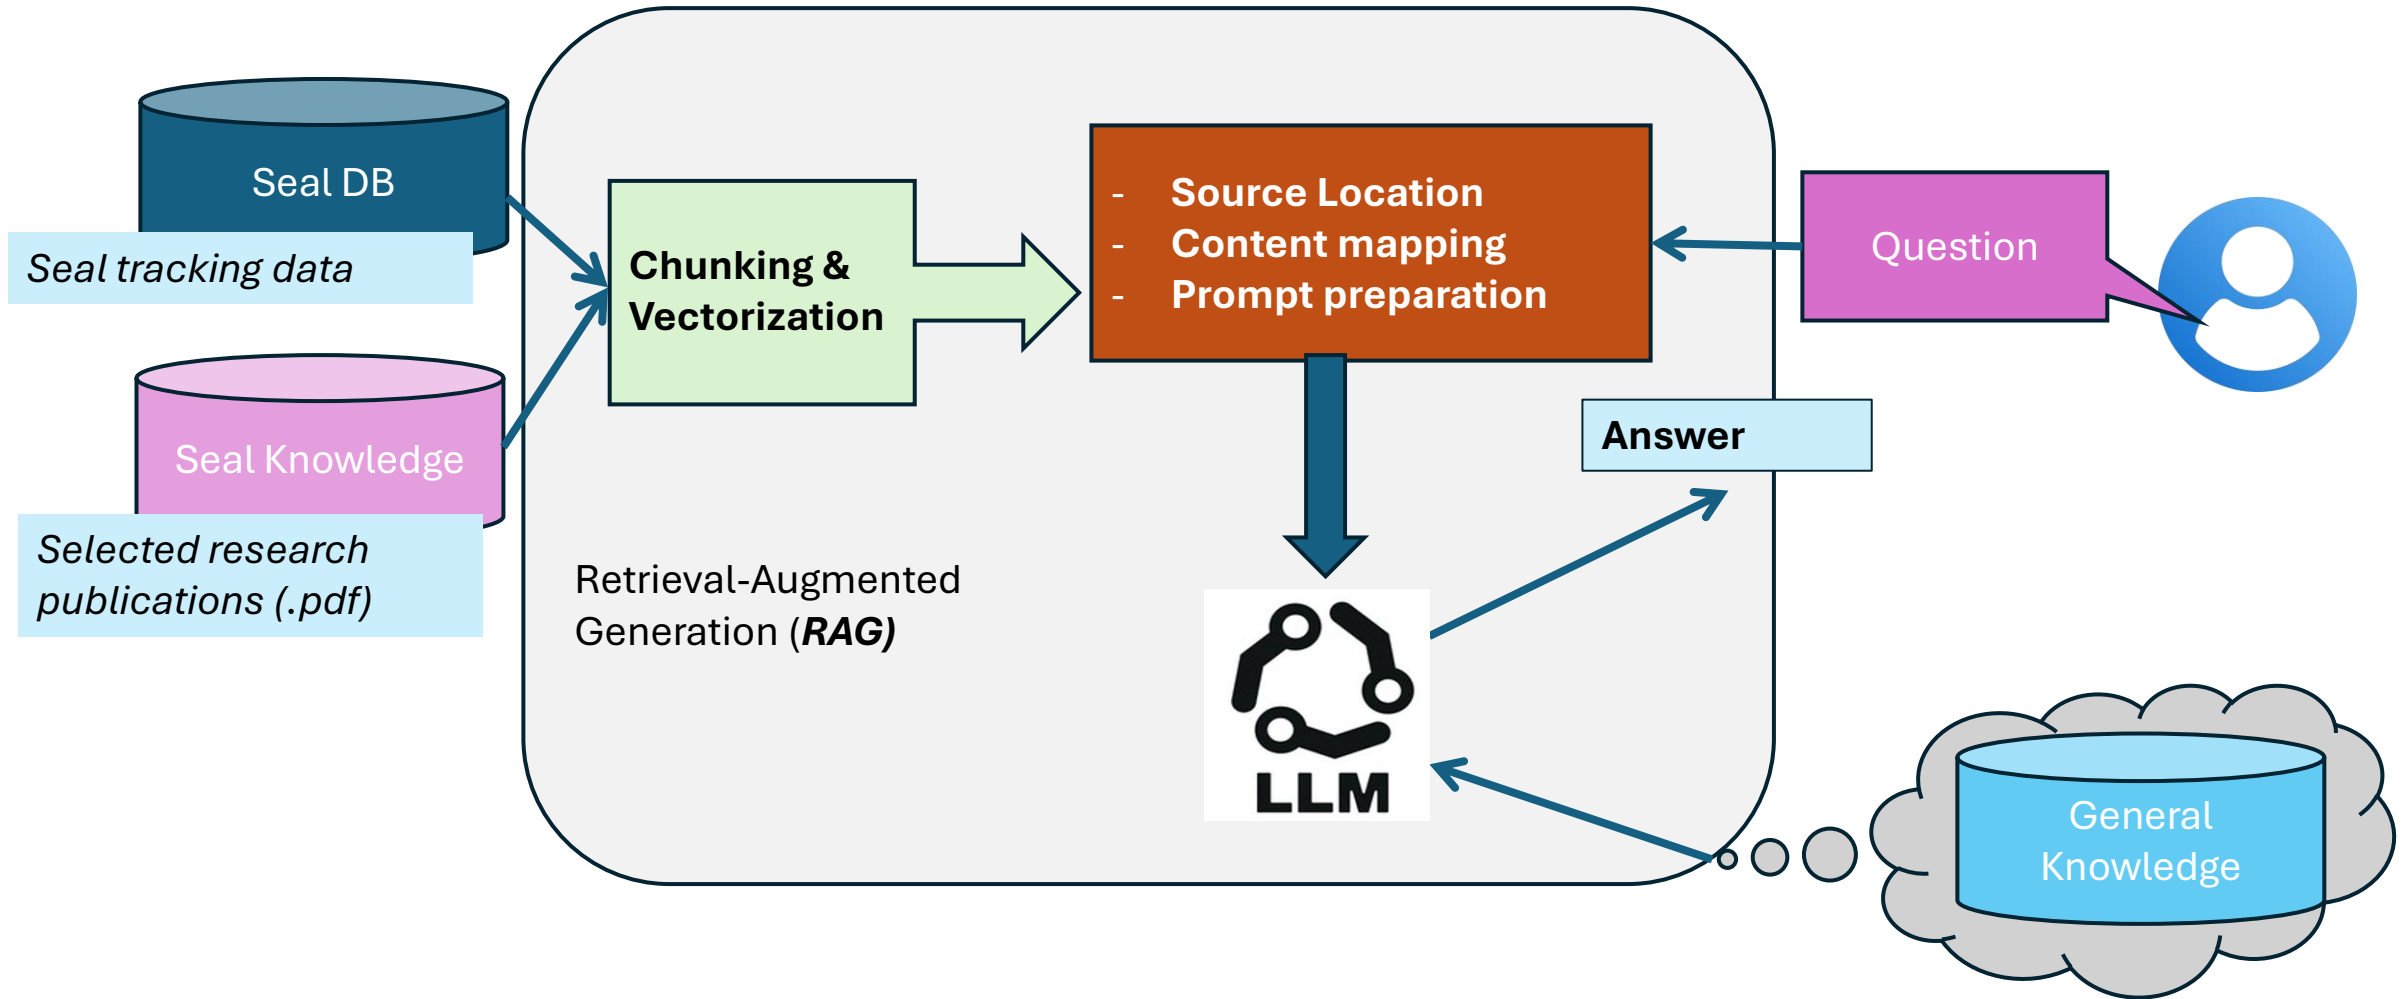 Seal DB
Seal tracking data
Seal Knowledge
Selected research
publications (.pdf)
Chunking &
Vectorization
Retrieval-Augmented
Generation (RAG)
- Source Location
- Content mapping
- Prompt preparation
Question
Answer
LLM
General
Knowledge